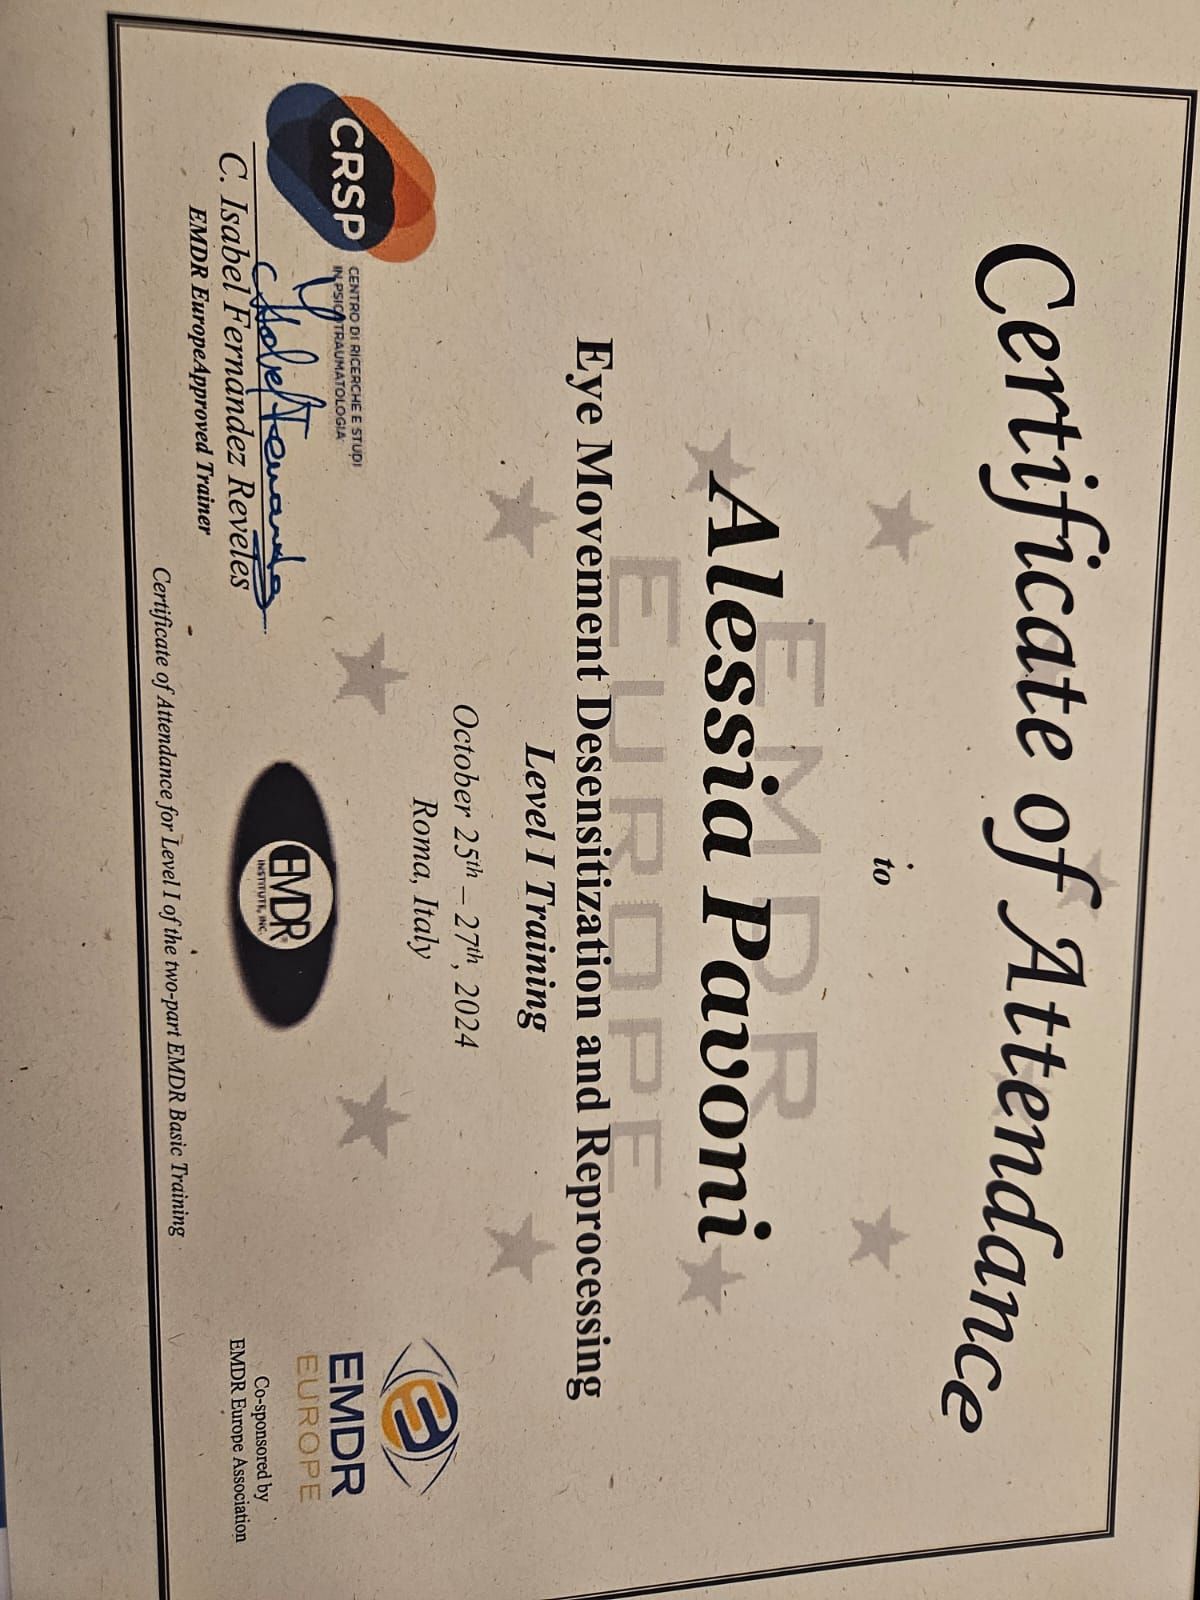 Certificate of Attendance
to
EMDR
Alessia Pavoni
EUROPE
Eye Movement Desensitization and Reprocessing
Level I Training
October 25th – 27th, 2024
Roma, Italy
CRSP
CENTRO DI RICERCHE E STUDI
IN PSICOTRAUMATOLOGIA
C. Isabel Fernández Reveles
EMDR EuropeApproved Trainer
EMDR®
INSTITUTE, INC.
EMDR
EUROPE
Co-sponsored by
EMDR Europe Association
Certificate of Attendance for Level I of the two-part EMDR Basic Training